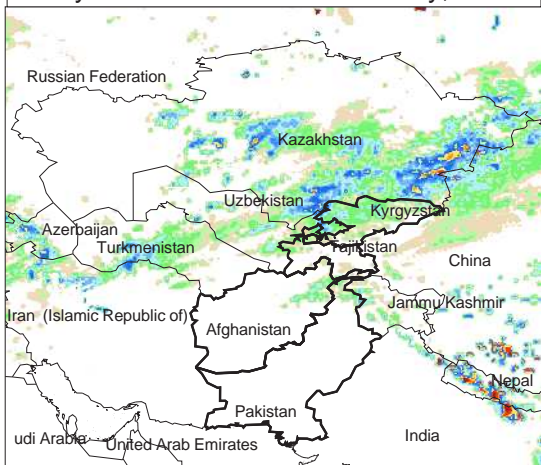 Russian Federation
Kazakhstan
Uzbekistan
Kyrgyzstan
Azerbaijan
Turkmenistan
Tajikistan
China
Iran (Islamic Republic of)
Jammu Kashmir
Afghanistan
Nepal
Pakistan
udi Arabia
United Arab Emirates
India